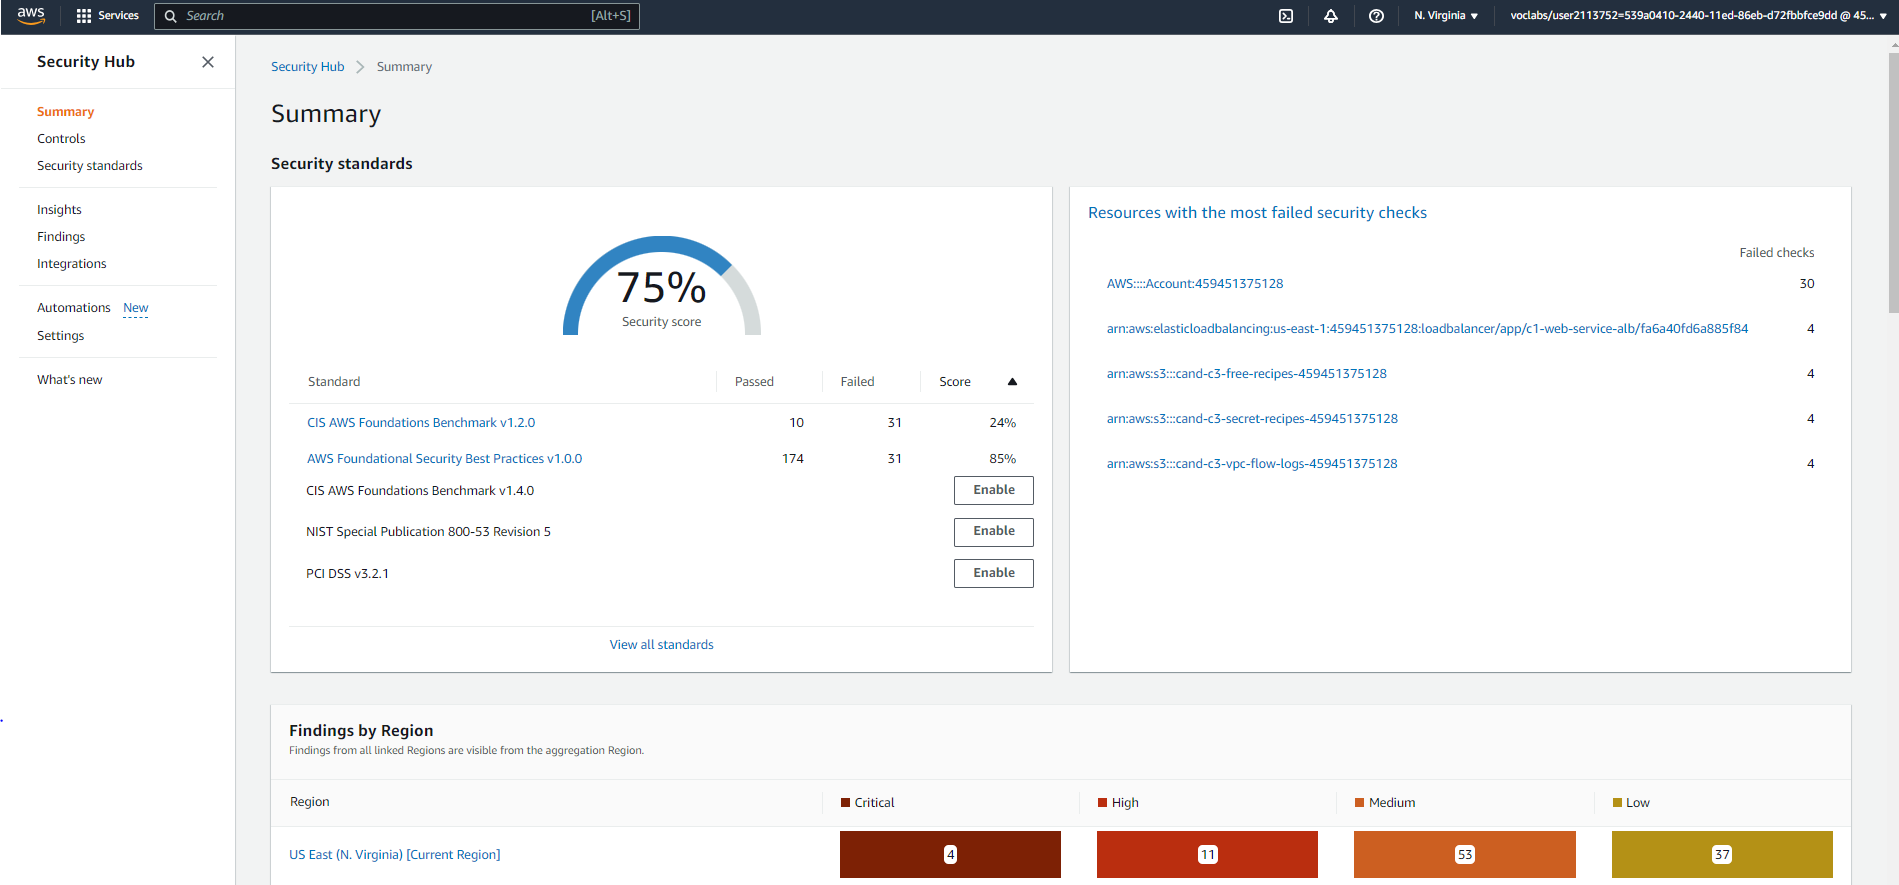 aws
Services
Search [Alt+S]
N. Virginia
voclabs/user2113752=539a0410-2440-11ed-86eb-d72fbbfce9dd @ 45...
Security Hub
Summary
Controls
Security standards
Insights
Findings
Integrations
Automations New
Settings
What's new
Security Hub Summary
Summary
Security standards
75%
Security score
Standard Passed Failed Score
CIS AWS Foundations Benchmark v1.2.0 10 31 24%
AWS Foundational Security Best Practices v1.0.0 174 31 85%
CIS AWS Foundations Benchmark v1.4.0 Enable
NIST Special Publication 800-53 Revision 5 Enable
PCI DSS v3.2.1 Enable
View all standards
Resources with the most failed security checks
Failed checks
AWS::::Account:459451375128 30
arn:aws:elasticloadbalancing:us-east-1:459451375128:loadbalancer/app/c1-web-service-alb/fa6a40fd6a885f84 4
arn:aws:s3:::cand-c3-free-recipes-459451375128 4
arn:aws:s3:::cand-c3-secret-recipes-459451375128 4
arn:aws:s3:::cand-c3-vpc-flow-logs-459451375128 4
Findings by Region
Findings from all linked Regions are visible from the aggregation Region.
Region Critical High Medium Low
US East (N. Virginia) [Current Region] 4 11 53 37